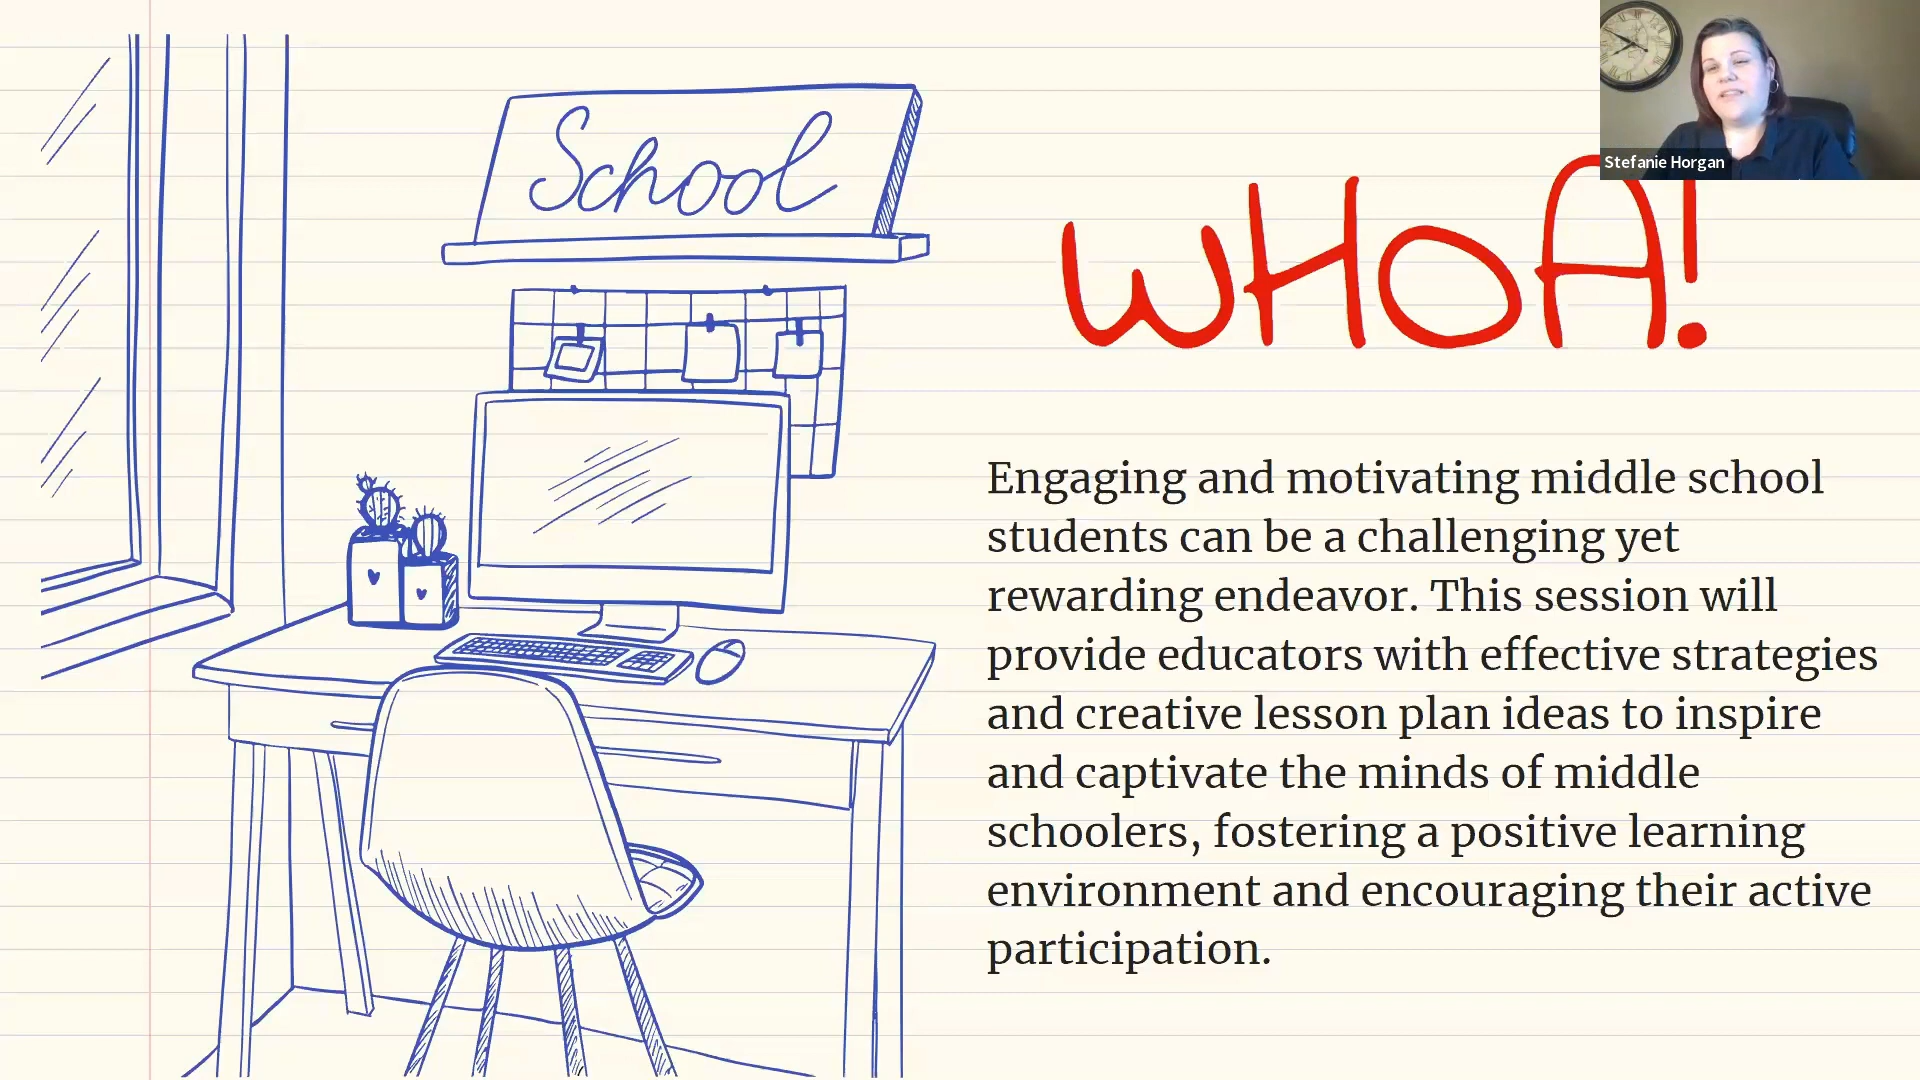 School
Stefanie Horgan
WHOA!
Engaging and motivating middle school
students can be a challenging yet
rewarding endeavor. This session will
provide educators with effective strategies
and creative lesson plan ideas to inspire
and captivate the minds of middle
schoolers, fostering a positive learning
environment and encouraging their active
participation.